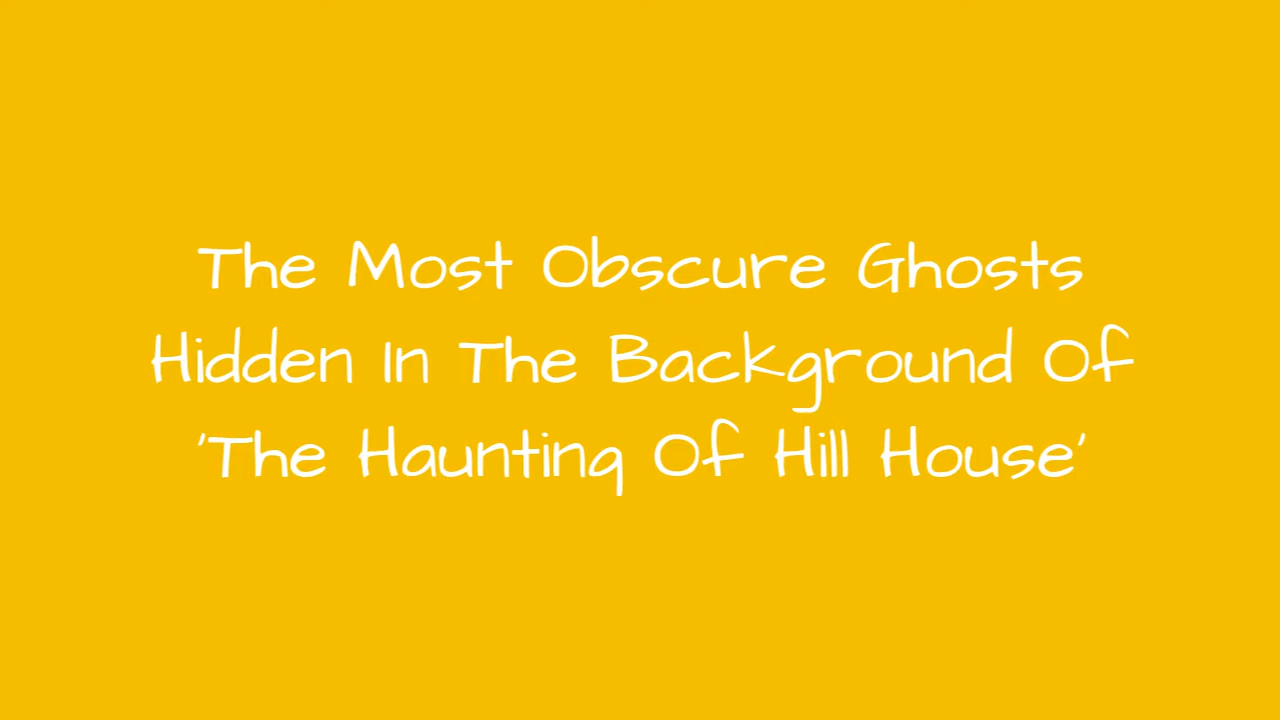 The Most Obscure Ghosts
Hidden In The Background Of
'The Haunting Of Hill House'